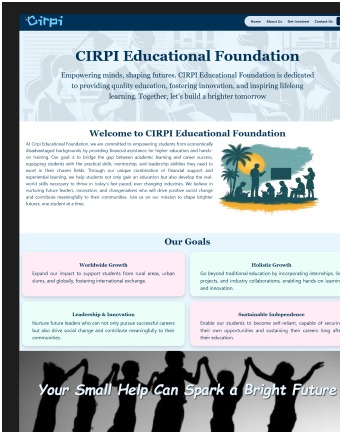 Cirpi
Home About Us Get Involved Contact Us
CIRPI Educational Foundation
Empowering minds, shaping futures. CIRPI Educational Foundation is dedicated
to providing quality education, fostering innovation, and inspiring lifelong
learning. Together, let's build a brighter tomorrow
Welcome to CIRPI Educational Foundation
At Cirpi Educational Foundation, we are committed to empowering students from economically
disadvantaged backgrounds by providing financial assistance for higher education and hands-
on training. Our goal is to bridge the gap between academic learning and career success,
equipping students with the practical skills, mentorship, and leadership abilities they need to
excel in their chosen fields. Through our unique combination of financial support and
experiential learning, we help students not only gain an education but also develop the real-
world skills necessary to thrive in today's fast-paced, ever-changing industries. We believe in
nurturing future leaders, innovators, and changemakers who will drive positive social change
and contribute meaningfully to their communities. Join us on our mission to shape brighter
futures, one student at a time.
Our Goals
Worldwide Growth
Expand our impact to support students from rural areas, urban
slums, and globally, fostering international exchange.
Holistic Growth
Go beyond traditional education by incorporating internships,
projects, and industry collaborations, enabling hands-on learning
and innovation.
Leadership & Innovation
Nurture future leaders who can not only pursue successful careers
but also drive social change and contribute meaningfully to their
communities.
Sustainable Independence
Enable our students to become self-reliant, capable of
their own opportunities and sustaining their careers long
their education.
Your Small Help Can Spark a Bright Future